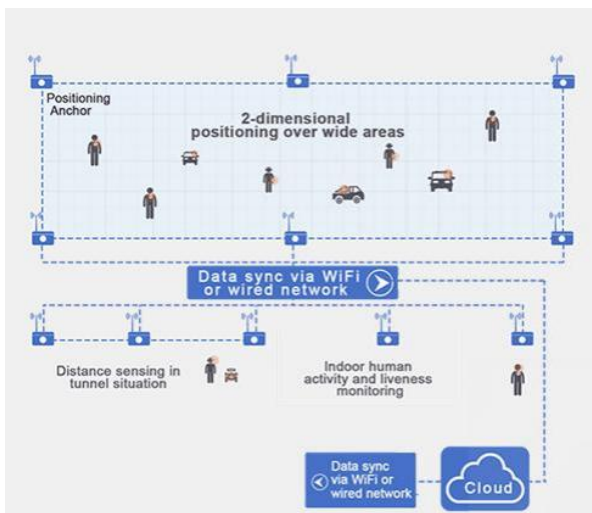 Positioning
Anchor
2-dimensional
positioning over wide areas
Data sync via WiFi
or wired network
Distance sensing in
tunnel situation
Indoor human
activity and liveness
monitoring
Data sync
via WiFi or
wired network
Cloud